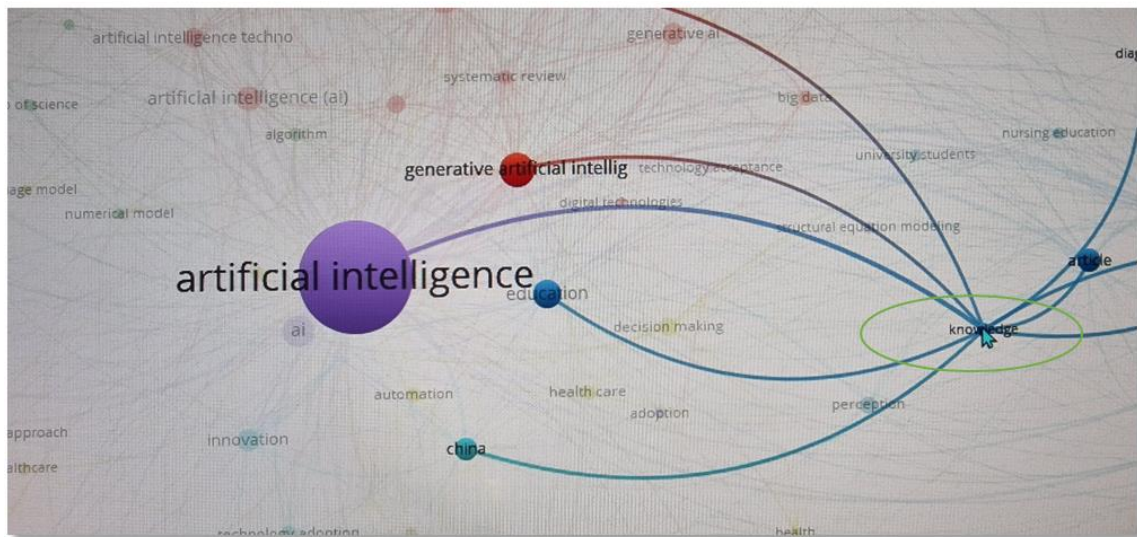 artificial intelligence techno
generative ai
diag
systematic review
artificial intelligence (ai)
big data
o of science
algorithm
nursing education
university students
generative artificial intellig
technology acceptance
age model
digital technologies
numerical model
structural equation modeling
article
artificial intelligence
education
ai
decision making
knowledge
automation
health care
adoption
perception
approach
innovation
china
althcare
technology adoption
health